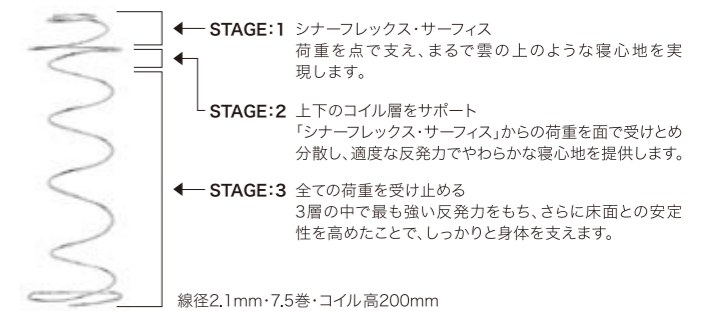 STAGE:1 シナーフレックス・サーフィス
荷重を点で支え、まるで雲の上のような寝心地を実
現します。
STAGE:2 上下のコイル層をサポート
「シナーフレックス・サーフィス」からの荷重を面で受けとめ
分散し、適度な反発力でやわらかな寝心地を提供します。
STAGE:3 全ての荷重を受け止める
3層の中で最も強い反発力をもち、さらに床面との安定
性を高めたことで、しっかりと身体を支えます。
線径2.1mm・7.5巻・コイル高200mm